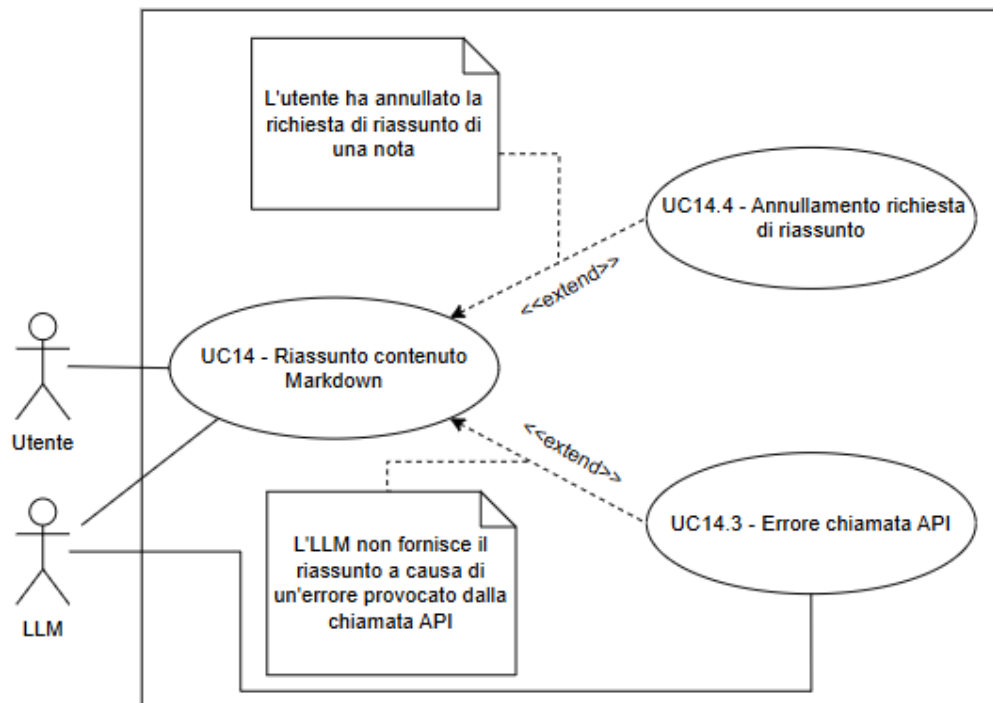 L'utente ha annullato la
richiesta di riassunto di
una nota
UC14.4 - Annullamento richiesta
di riassunto
<<extend>>
UC14 - Riassunto contenuto
Markdown
Utente
<<extend>>
UC14.3 - Errore chiamata API
L'LLM non fornisce il
riassunto a causa di
un'errore provocato dalla
chiamata API
LLM